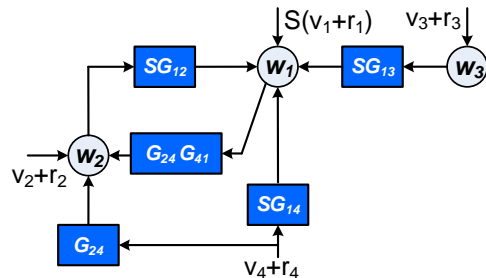 S(v₁+r₁)
v₃+r₃
SG₁₂
w₁
SG₁₃
w₃
w₂
G₂₄ G₄₁
v₂+r₂
SG₁₄
G₂₄
v₄+r₄